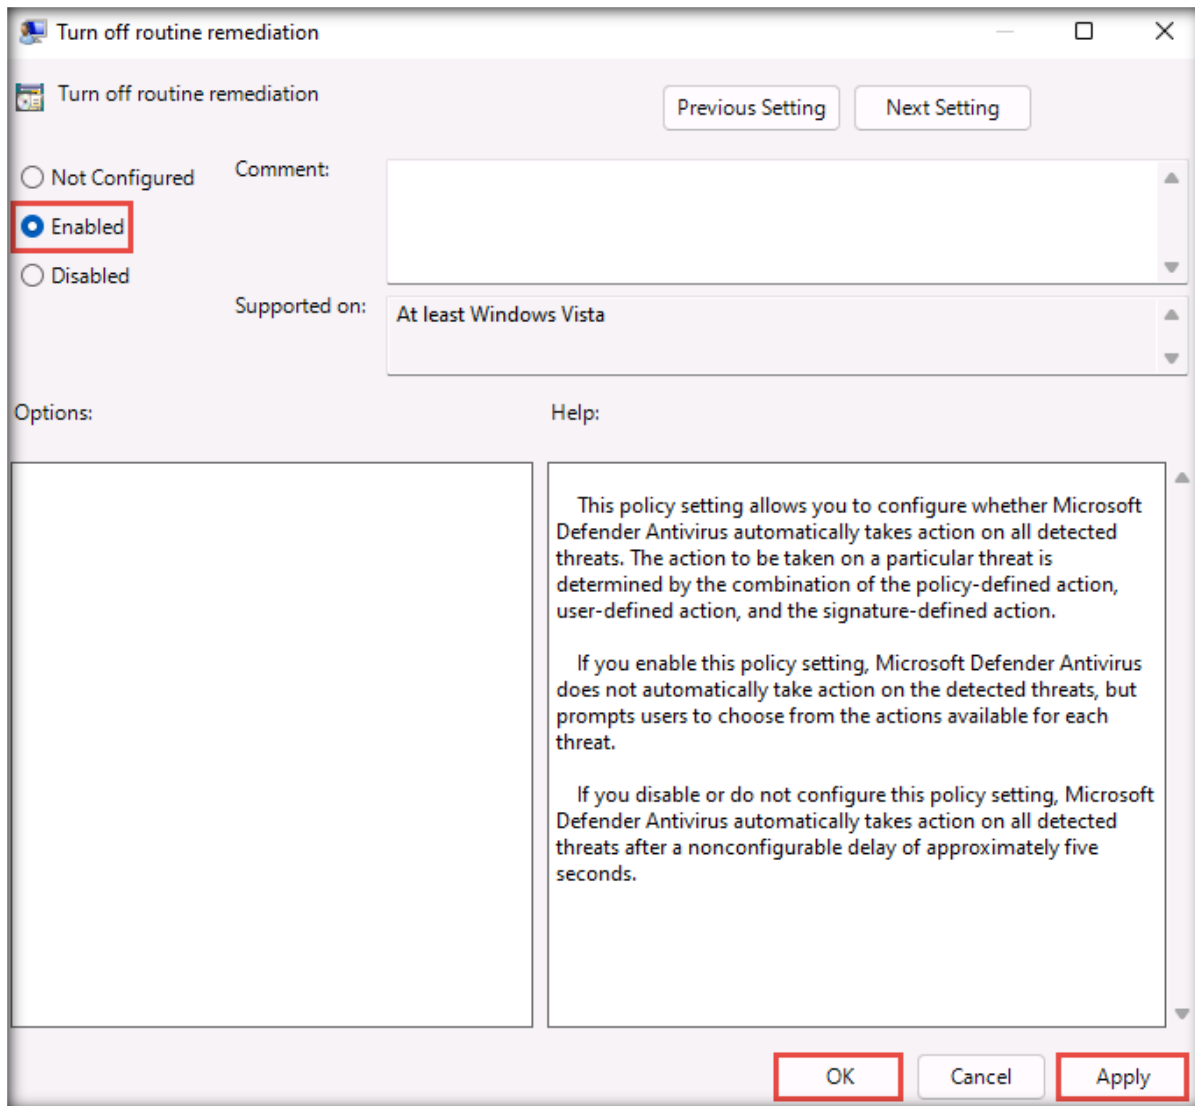 Turn off routine remediation
Turn off routine remediation
Previous Setting
Next Setting
Not Configured
Comment:
Enabled
Disabled
Supported on:
At least Windows Vista
Options:
Help:
This policy setting allows you to configure whether Microsoft
Defender Antivirus automatically takes action on all detected
threats. The action to be taken on a particular threat is
determined by the combination of the policy-defined action,
user-defined action, and the signature-defined action.
If you enable this policy setting, Microsoft Defender Antivirus
does not automatically take action on the detected threats, but
prompts users to choose from the actions available for each
threat.
If you disable or do not configure this policy setting, Microsoft
Defender Antivirus automatically takes action on all detected
threats after a nonconfigurable delay of approximately five
seconds.
OK
Cancel
Apply